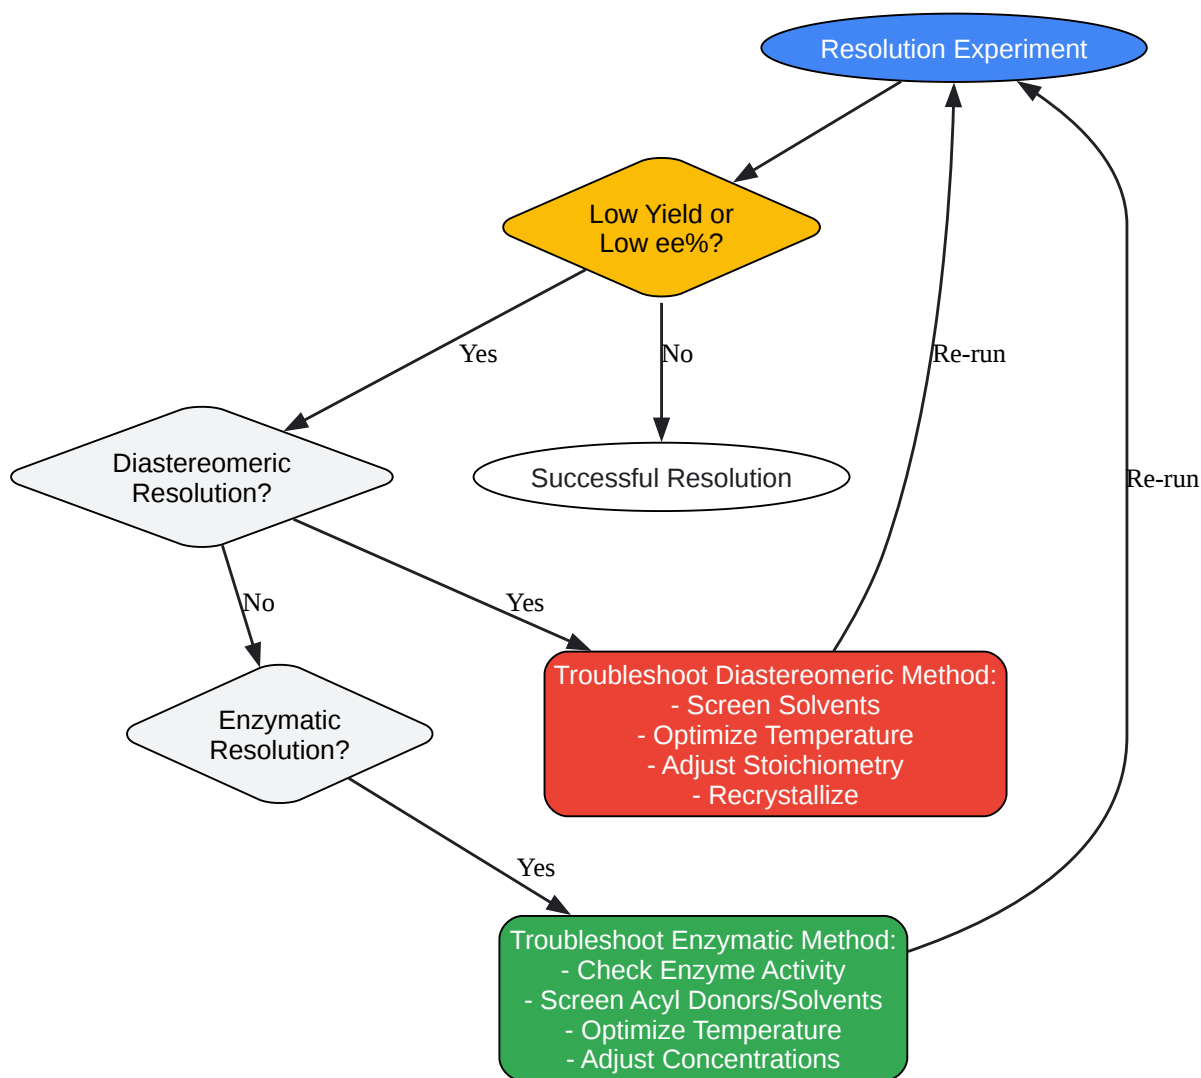 Resolution Experiment
Low Yield or
Low ee%?
Yes
No
Re-run
Diastereomeric
Resolution?
Successful Resolution
Re-run
No
Yes
Troubleshoot Diastereomeric Method:
- Screen Solvents
- Optimize Temperature
- Adjust Stoichiometry
- Recrystallize
Enzymatic
Resolution?
Yes
Troubleshoot Enzymatic Method:
- Check Enzyme Activity
- Screen Acyl Donors/Solvents
- Optimize Temperature
- Adjust Concentrations